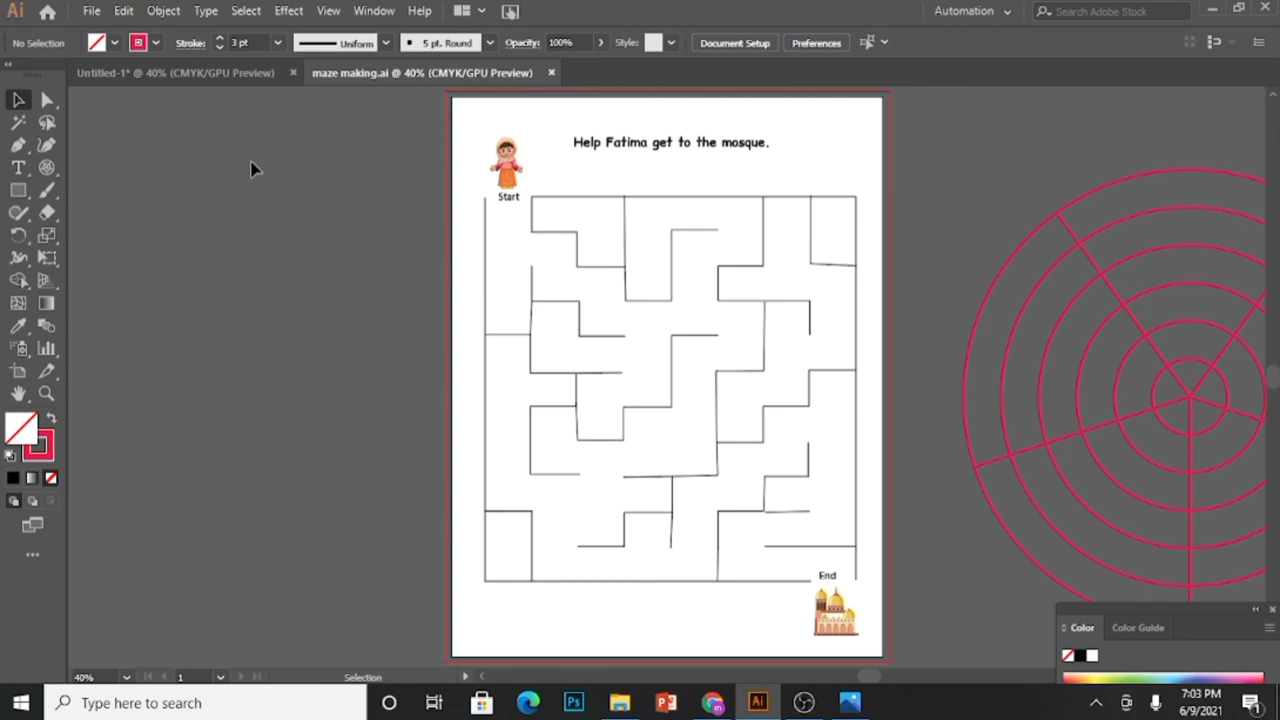 Ai File Edit Object Type Select Effect View Window Help Automation Search Adobe Stock
No Selection Stroke: 3 pt Uniform 5 pt. Round Opacity: 100% Style: Document Setup Preferences
Untitled-1* @ 40% (CMYK/GPU Preview) maze making.ai @ 40% (CMYK/GPU Preview)
Help Fatima get to the mosque.
Start
End
Color Color Guide
40% 1 Selection
Type here to search Ps Ai 7:03 PM
6/9/2021